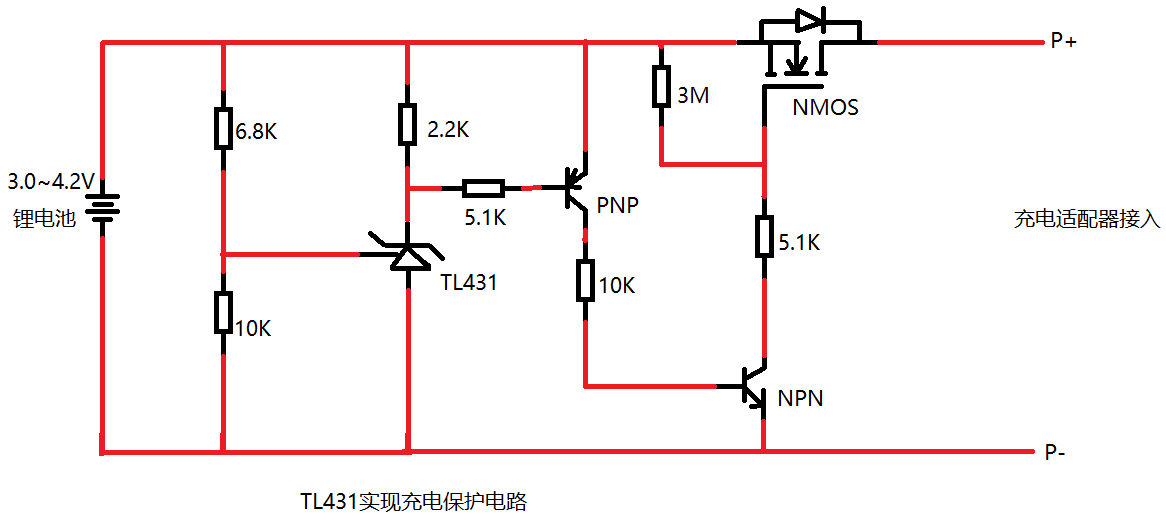 P+
3M
NMOS
6.8K
2.2K
3.0~4.2V
锂电池
5.1K
PNP
充电适配器接入
5.1K
TL431
10K
10K
NPN
P-
TL431实现充电保护电路